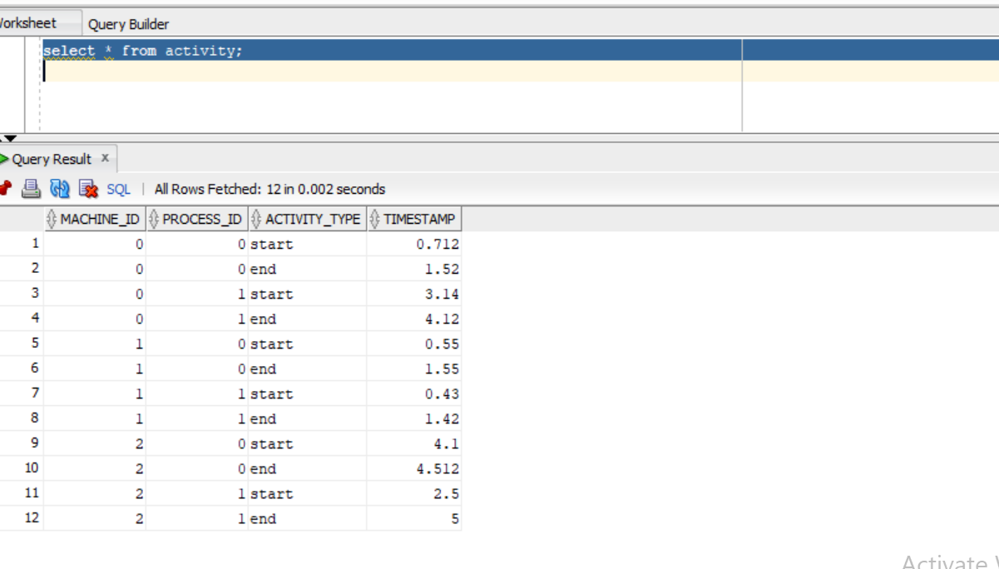 Worksheet Query Builder
select * from activity;
Query Result x
SQL | All Rows Fetched: 12 in 0.002 seconds
MACHINE_ID PROCESS_ID ACTIVITY_TYPE TIMESTAMP
1 0 0 start 0.712
2 0 0 end 1.52
3 0 1 start 3.14
4 0 1 end 4.12
5 1 0 start 0.55
6 1 0 end 1.55
7 1 1 start 0.43
8 1 1 end 1.42
9 2 0 start 4.1
10 2 0 end 4.512
11 2 1 start 2.5
12 2 1 end 5
Activate